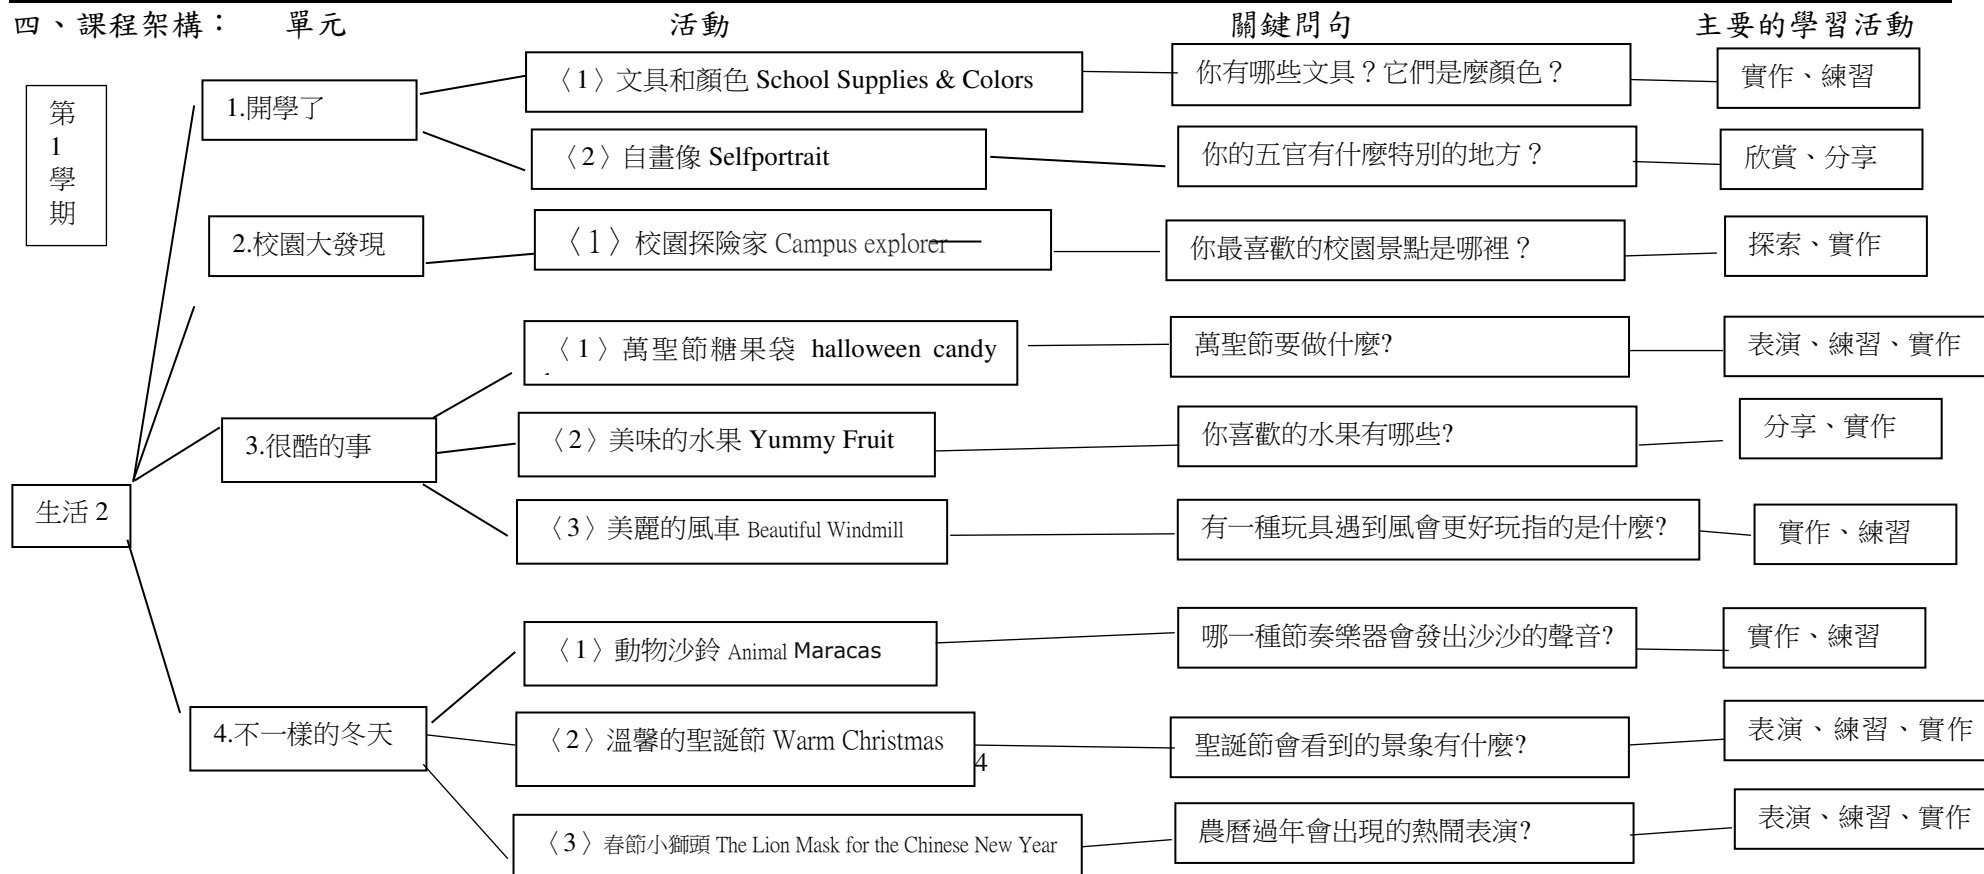 四、課程架構： 單元 活動 關鍵問句 主要的學習活動
第
1
學
期
1.開學了
〈1〉文具和顏色 School Supplies & Colors
你有哪些文具？它們是麼顏色？
實作、練習
〈2〉自畫像 Selfportrait
你的五官有什麼特別的地方？
欣賞、分享
2.校園大發現
〈1〉校園探險家 Campus explorer
你最喜歡的校園景點是哪裡？
探索、實作
〈1〉萬聖節糖果袋 halloween candy
萬聖節要做什麼?
表演、練習、實作
3.很酷的事
〈2〉美味的水果 Yummy Fruit
你喜歡的水果有哪些?
分享、實作
生活 2
〈3〉美麗的風車 Beautiful Windmill
有一種玩具遇到風會更好玩指的是什麼?
實作、練習
〈1〉動物沙鈴 Animal Maracas
哪一種節奏樂器會發出沙沙的聲音?
實作、練習
4.不一樣的冬天
〈2〉溫馨的聖誕節 Warm Christmas
4
聖誕節會看到的景象有什麼?
表演、練習、實作
〈3〉春節小獅頭 The Lion Mask for the Chinese New Year
農曆過年會出現的熱鬧表演?
表演、練習、實作